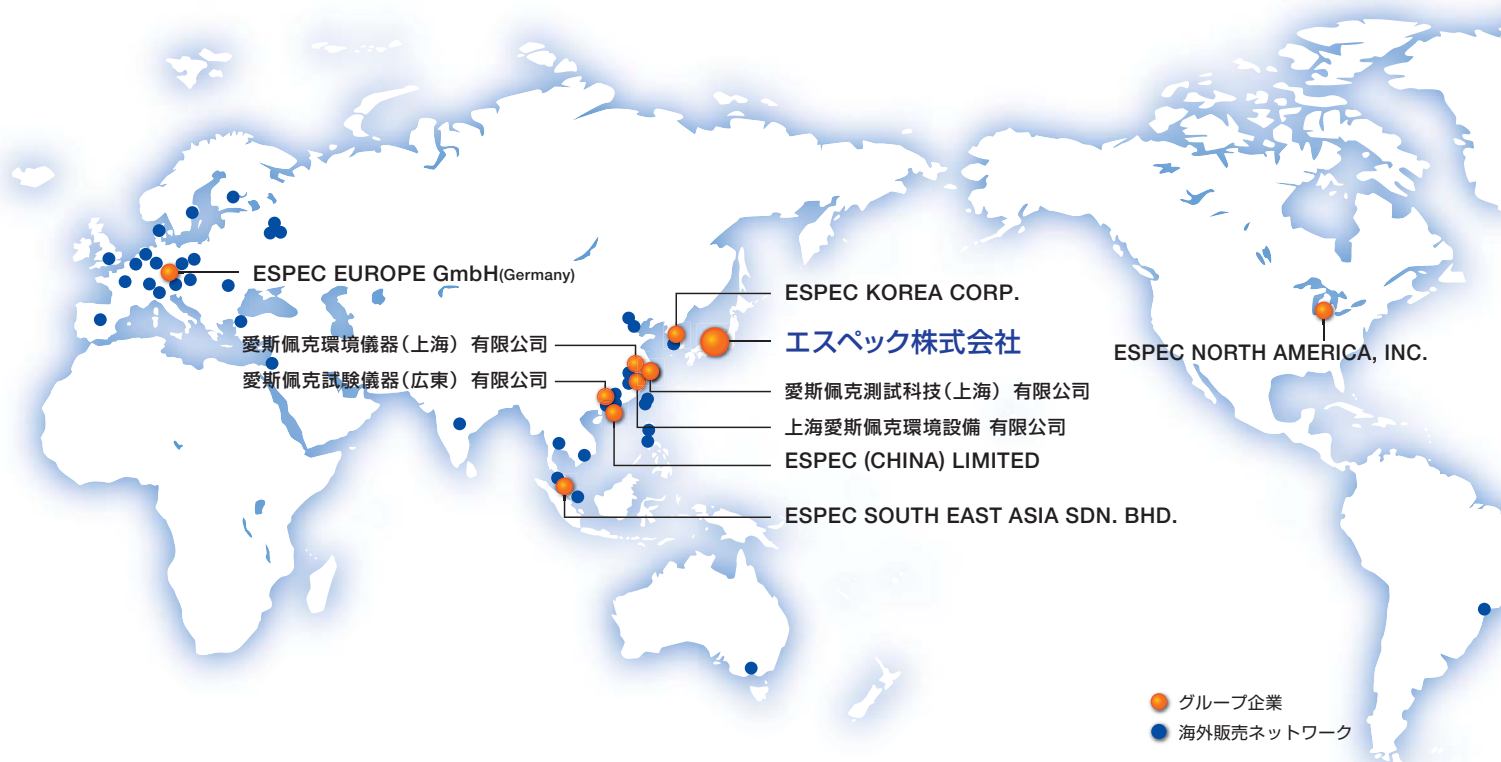 ESPEC EUROPE GmbH(Germany)
愛斯佩克環境儀器(上海) 有限公司
愛斯佩克試験儀器(広東) 有限公司
ESPEC KOREA CORP.
エスペック株式会社
愛斯佩克測試科技(上海) 有限公司
上海愛斯佩克環境設備 有限公司
ESPEC (CHINA) LIMITED
ESPEC SOUTH EAST ASIA SDN. BHD.
ESPEC NORTH AMERICA, INC.
グループ企業
海外販売ネットワーク